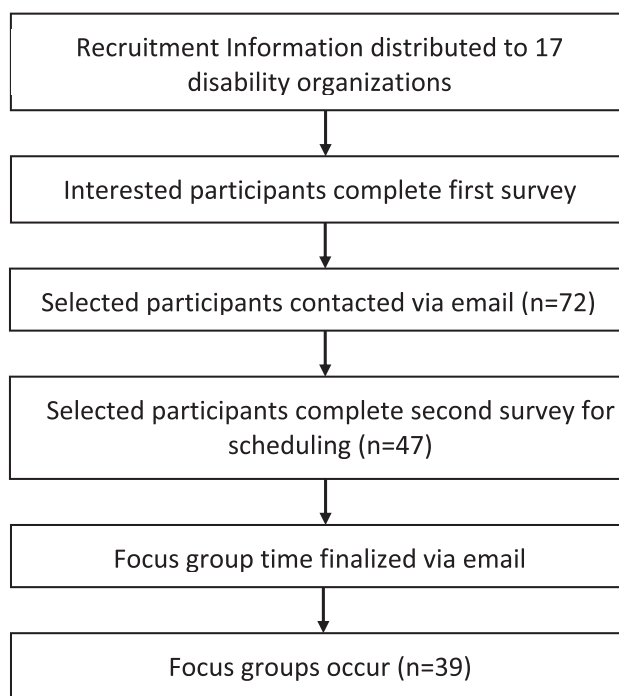 Recruitment Information distributed to 17
disability organizations
Interested participants complete first survey
Selected participants contacted via email (n=72)
Selected participants complete second survey for
scheduling (n=47)
Focus group time finalized via email
Focus groups occur (n=39)